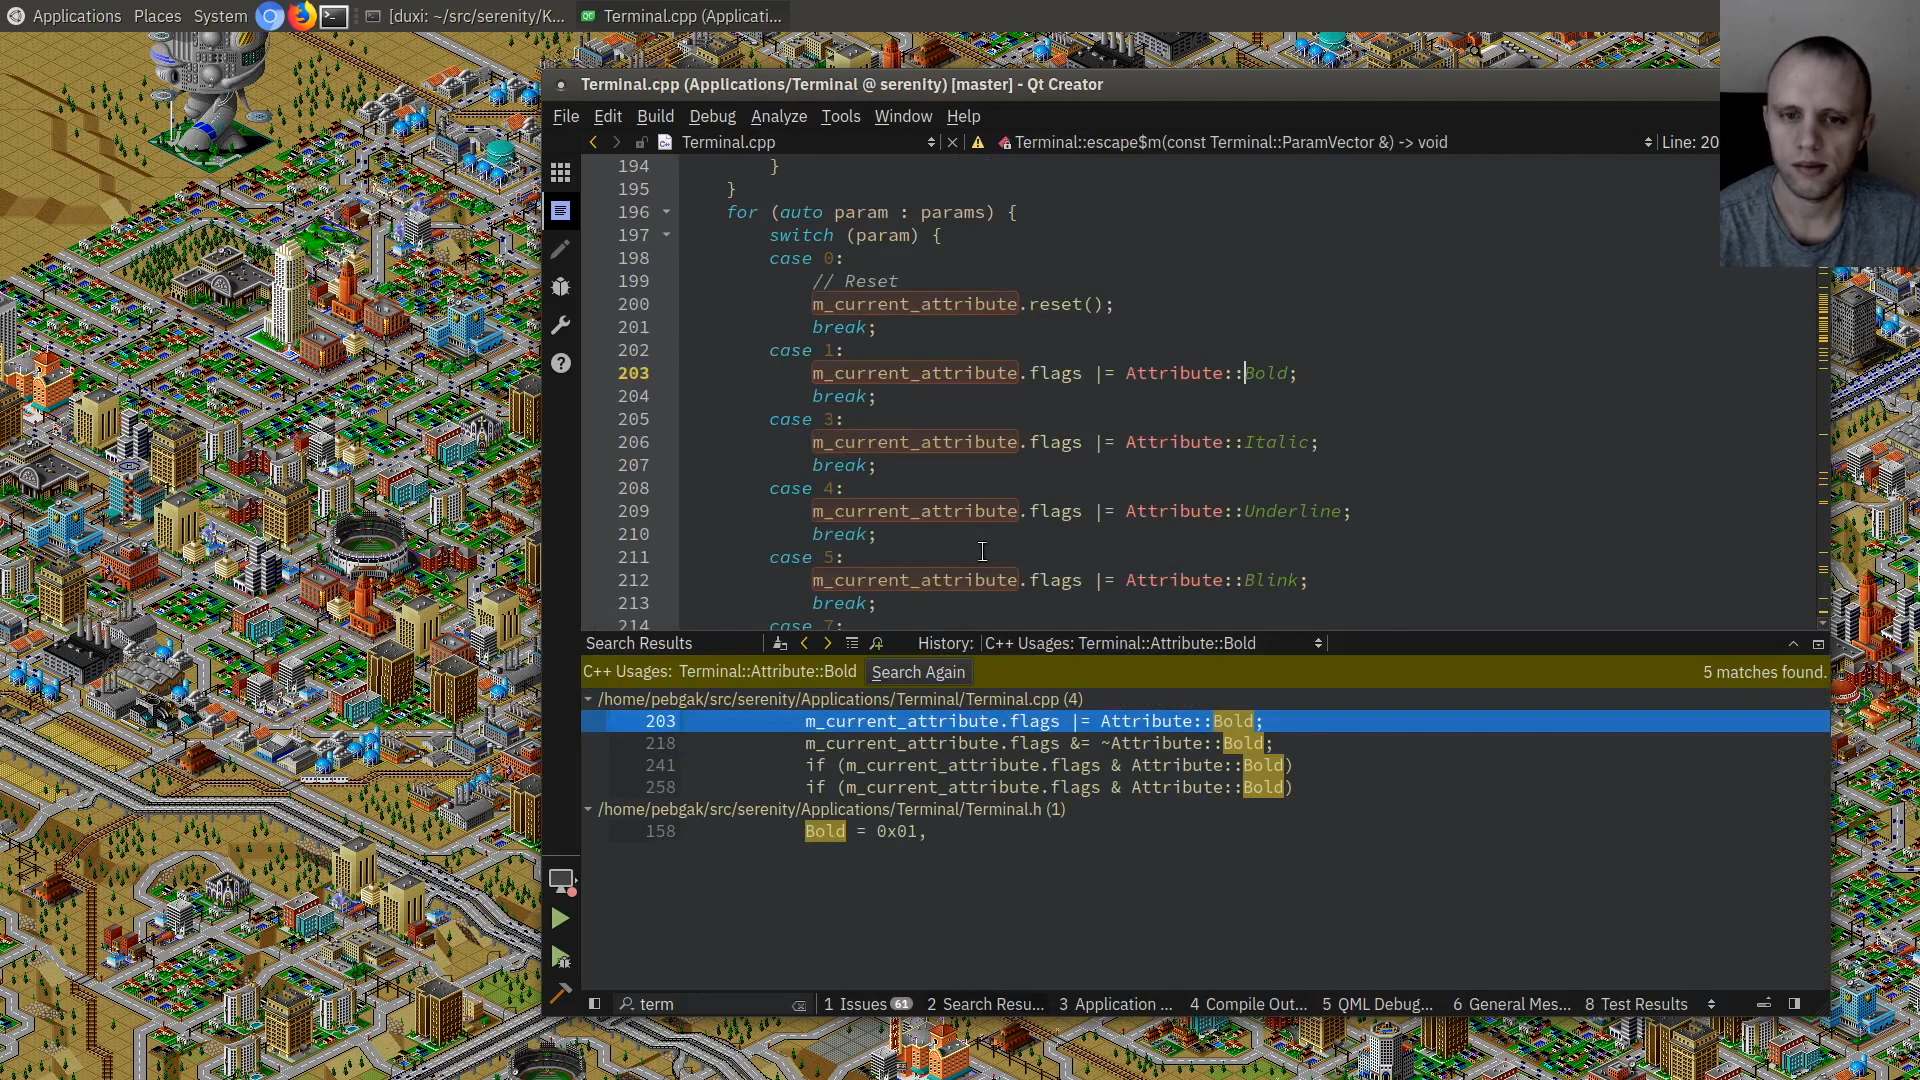 Applications Places System [duxi: ~/src/serenity/K... Terminal.cpp (Applicati...
Terminal.cpp (Applications/Terminal @ serenity) [master] - Qt Creator
File Edit Build Debug Analyze Tools Window Help
Terminal.cpp Terminal::escape$m(const Terminal::ParamVector &) -> void Line: 20
194 }
195 }
196 for (auto param : params) {
197 switch (param) {
198 case 0:
199 // Reset
200 m_current_attribute.reset();
201 break;
202 case 1:
203 m_current_attribute.flags |= Attribute::Bold;
204 break;
205 case 3:
206 m_current_attribute.flags |= Attribute::Italic;
207 break;
208 case 4:
209 m_current_attribute.flags |= Attribute::Underline;
210 break;
211 case 5:
212 m_current_attribute.flags |= Attribute::Blink;
213 break;
214 case 7:
Search Results History: C++ Usages: Terminal::Attribute::Bold
C++ Usages: Terminal::Attribute::Bold Search Again 5 matches found.
/home/pebgak/src/serenity/Applications/Terminal/Terminal.cpp (4)
203 m_current_attribute.flags |= Attribute::Bold;
218 m_current_attribute.flags &= ~Attribute::Bold;
241 if (m_current_attribute.flags & Attribute::Bold)
258 if (m_current_attribute.flags & Attribute::Bold)
/home/pebgak/src/serenity/Applications/Terminal/Terminal.h (1)
158 Bold = 0x01,
term 1 Issues 61 2 Search Resu... 3 Application ... 4 Compile Out... 5 QML Debug... 6 General Mes... 8 Test Results